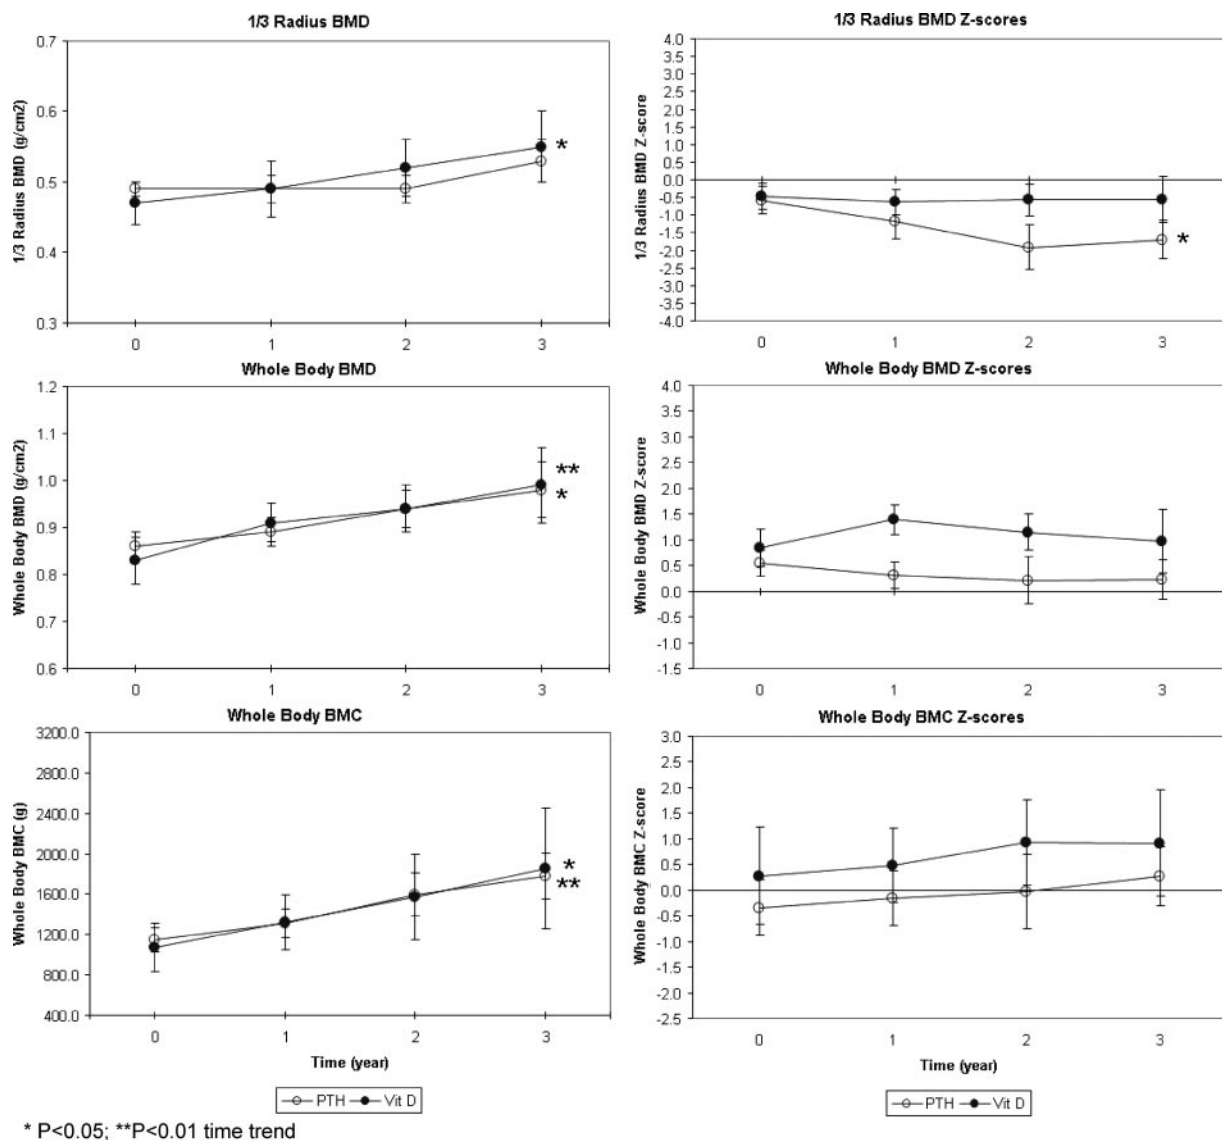 1/3 Radius BMD
1/3 Radius BMD (g/cm2)
0.7
0.6
0.5
0.4
0.3
0 1 2 3
*
1/3 Radius BMD Z-scores
1/3 Radius BMD Z-score
4.0
3.5
3.0
2.5
2.0
1.5
1.0
0.5
0.0
-0.5
-1.0
-1.5
-2.0
-2.5
-3.0
-3.5
-4.0
0 1 2 3
*
Whole Body BMD
Whole Body BMD (g/cm2)
1.2
1.1
1.0
0.9
0.8
0.7
0.6
0 1 2 3
**
*
Whole Body BMD Z-scores
Whole Body BMD Z-score
4.0
3.5
3.0
2.5
2.0
1.5
1.0
0.5
0.0
-0.5
-1.0
-1.5
0 1 2 3
Whole Body BMC
Whole Body BMC (g)
3200.0
2800.0
2400.0
2000.0
1600.0
1200.0
800.0
400.0
0 1 2 3
*
**
Time (year)
PTH Vit D
Whole Body BMC Z-scores
Whole Body BMC Z-score
3.0
2.5
2.0
1.5
1.0
0.5
0.0
-0.5
-1.0
-1.5
-2.0
-2.5
0 1 2 3
Time (year)
PTH Vit D
* P<0.05; **P<0.01 time trend